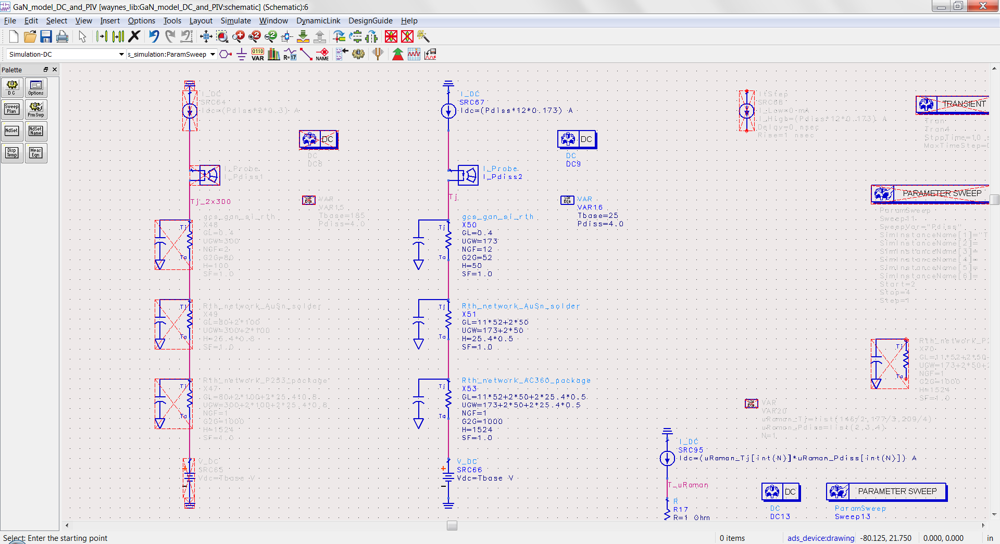 GaN_model_DC_and_PIV [waynes_lib:GaN_model_DC_and_PIV:schematic] (Schematic):6
File Edit Select View Insert Options Tools Layout Simulate Window DynamicLink DesignGuide Help
Simulation-DC
s_simulation:ParamSweep
0110
VAR
R=17
NAME
Palette
DC
Options
Sweep
Plan
Prm Swp
NdSet
NdSet
Name
Disp
Temp
Meas
Eqn
I_DC
SRC64
Idc=(Pdiss*2*0.3) A
DC
DC
DC8
I_Probe
I_Pdiss1
Tj_2x300
Var
Eqn
VAR
VAR15
Tbase=185
Pdiss=4.0
gcs_gan_si_rth
X48
GL=0.4
UGW=300
NGF=2
G2G=80
H=100
SF=1.0
Tj
Ta
Rth_network_AuSn_solder
X49
GL=80+2*100
UGW=300+2*100
H=25.4*0.8
SF=1.0
Tj
Ta
Rth_network_P253_package
X47
GL=80+2*100+2*25.4*0.8
UGW=300+2*100+2*25.4*0.8
NGF=1
G2G=1000
H=1524
SF=1.0
Tj
Ta
V_DC
SRC65
Vdc=Tbase V
I_DC
SRC67
Idc=(Pdiss*12*0.173) A
DC
DC
DC9
I_Probe
I_Pdiss2
Tj
Var
Eqn
VAR
VAR16
Tbase=25
Pdiss=4.0
gcs_gan_si_rth
X50
GL=0.4
UGW=173
NGF=12
G2G=52
H=50
SF=1.0
Tj
Ta
Rth_network_AuSn_solder
X51
GL=11*52+2*50
UGW=173+2*50
H=25.4*0.5
SF=1.0
Tj
Ta
Rth_network_AC360_package
X53
GL=11*52+2*50+2*25.4*0.5
UGW=173+2*50+2*25.4*0.5
NGF=1
G2G=1000
H=1524
SF=1.0
Tj
Ta
V_DC
SRC66
Vdc=Tbase V
ItStep
SRC68
I_Low=0 mA
I_High=(Pdiss*12*0.173) A
Delay=0 nsec
Rise=1 nsec
TRANSIENT
Tran
Tran4
StopTime=10
MaxTimeStep=
PARAMETER SWEEP
ParamSweep
Sweep11
SweepVar="Pdiss"
SimInstanceName[1]="T
SimInstanceName[2]=
SimInstanceName[3]=
SimInstanceName[4]=
SimInstanceName[5]=
SimInstanceName[6]=
Start=2
Stop=4
Step=1
Tj
Ta
Rth_network_P2
X70
GL=11*52+2*50
UGW=173+2*50+
NGF=1
G2G=1000
H=1524
SF=1.0
Var
Eqn
VAR
VAR20
uRaman_Tj=list(146/2,177/3,209/4)
uRaman_Pdiss=list(2,3,4)
N=1
I_DC
SRC95
Idc=(uRaman_Tj[int(N)]*uRaman_Pdiss[int(N)]) A
T_uRaman
R
R17
R=1 Ohm
DC
DC
DC13
PARAMETER SWEEP
ParamSweep
Sweep13
Select: Enter the starting point
0 items
ads_device:drawing
-80.125, 21.750
0.000, 0.000
in